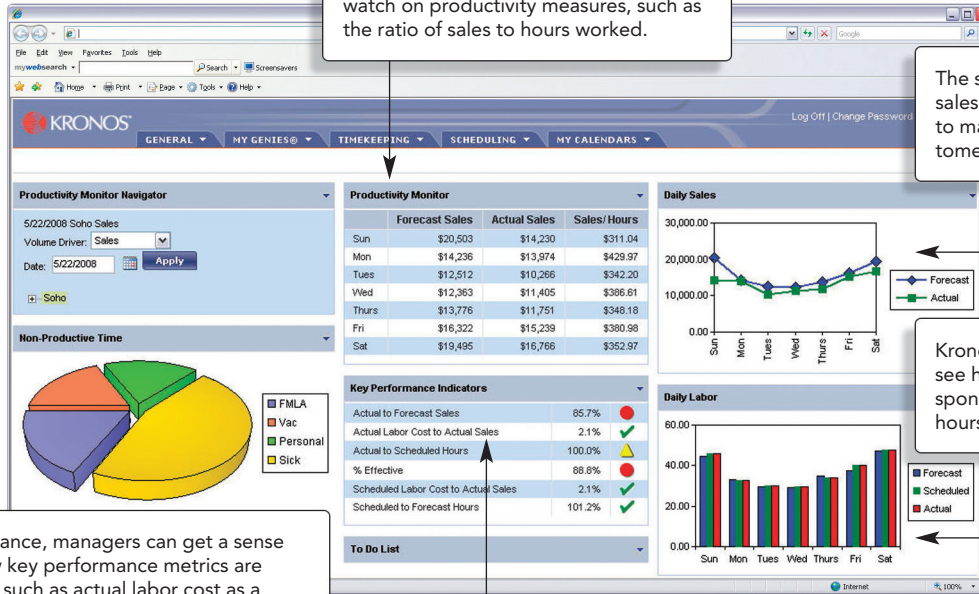 watch on productivity measures, such as
the ratio of sales to hours worked.
Google
File Edit View Favorites Tools Help
mywebsearch Search Screensavers
Home Print Page Tools Help
KRONOS®
Log Off | Change Password
GENERAL MY GENIES® TIMEKEEPING SCHEDULING MY CALENDARS
The
sales
to
Productivity Monitor Navigator
5/22/2008 Soho Sales
Volume Driver: Sales
Date: 5/22/2008 Apply
Soho
Non-Productive Time
FMLA
Vac
Personal
Sick
Productivity Monitor
Forecast Sales Actual Sales Sales/Hours
Sun $20,503 $14,230 $311.04
Mon $14,236 $13,974 $429.97
Tues $12,512 $10,266 $342.20
Wed $12,363 $11,405 $386.61
Thurs $13,776 $11,751 $348.18
Fri $16,322 $15,239 $380.98
Sat $19,495 $16,766 $352.97
Key Performance Indicators
Actual to Forecast Sales 85.7%
Actual Labor Cost to Actual Sales 2.1%
Actual to Scheduled Hours 100.0%
% Effective 88.8%
Scheduled Labor Cost to Actual Sales 2.1%
Scheduled to Forecast Hours 101.2%
To Do List
Daily Sales
30,000.00
20,000.00
10,000.00
0.00
Sun Mon Tues Wed Thurs Fri Sat
Forecast
Actual
see
hours
Daily Labor
60.00
40.00
20.00
0.00
Sun Mon Tues Wed Thurs Fri Sat
Forecast
Scheduled
Actual
ance, managers can get a sense
key performance metrics are
such as actual labor cost as a
Internet 100%